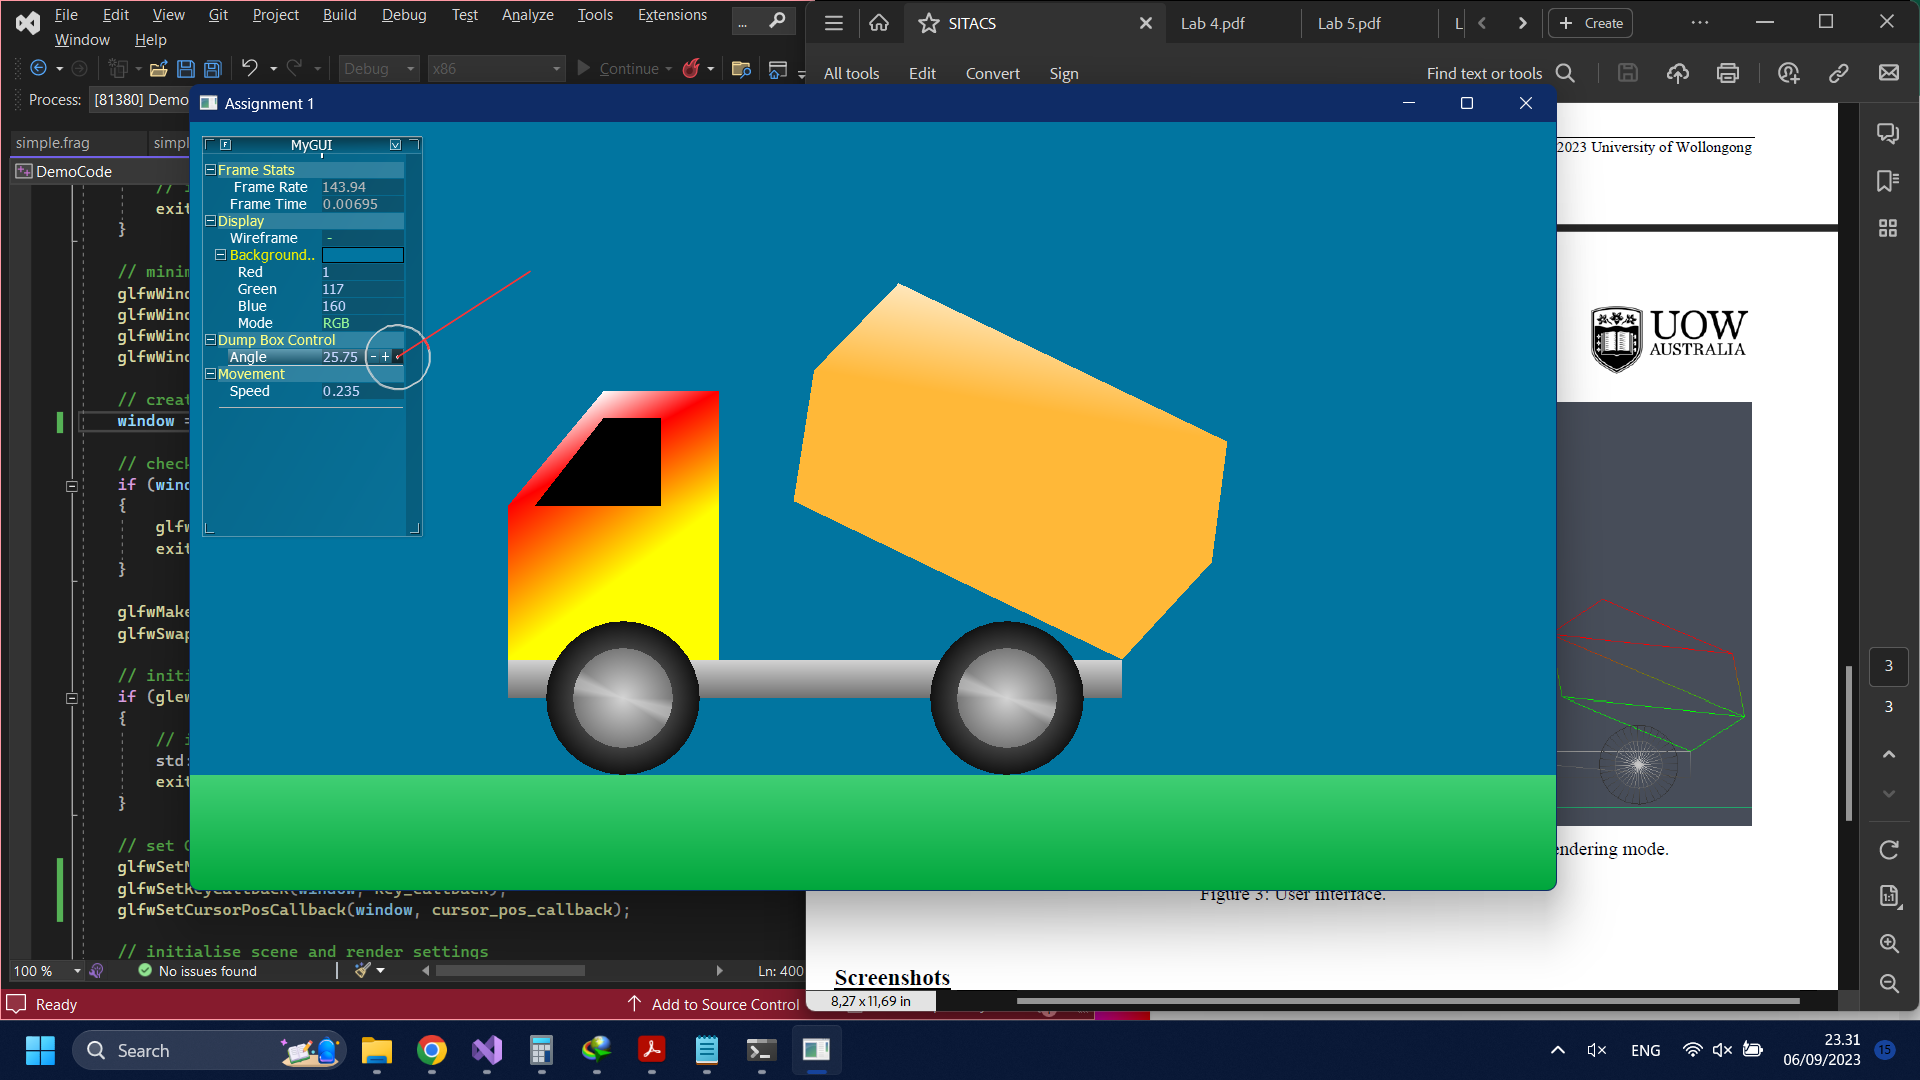 File Edit View Git Project Build Debug Test Analyze Tools Extensions
Window Help
...
Debug x86 Continue
Process: [81380] Demo
simple.frag simpl
DemoCode
exit
}
// minim
glfwWind
glfwWind
glfwWind
glfwWind
// creat
window =
// check
if (wind
{
glfw
exit
}
glfwMake
glfwSwap
// initi
if (glew
{
// i
std:
exit
}
// set C
glfwSetM
glfwSetKeyCallback(window, key_callback);
glfwSetCursorPosCallback(window, cursor_pos_callback);
// initialise scene and render settings
100 % No issues found Ln: 400
Ready Add to Source Control
SITACS Lab 4.pdf Lab 5.pdf L Create
All tools Edit Convert Sign Find text or tools
2023 University of Wollongong
UOW
AUSTRALIA
endering mode.
Figure 3: User interface.
Screenshots
8,27 x 11,69 in
3
3
1:1
Assignment 1
MyGUI
Frame Stats
Frame Rate 143.94
Frame Time 0.00695
Display
Wireframe -
Background..
Red 1
Green 117
Blue 160
Mode RGB
Dump Box Control
Angle 25.75 - +
Movement
Speed 0.235
Search
ENG
23.31
06/09/2023
15